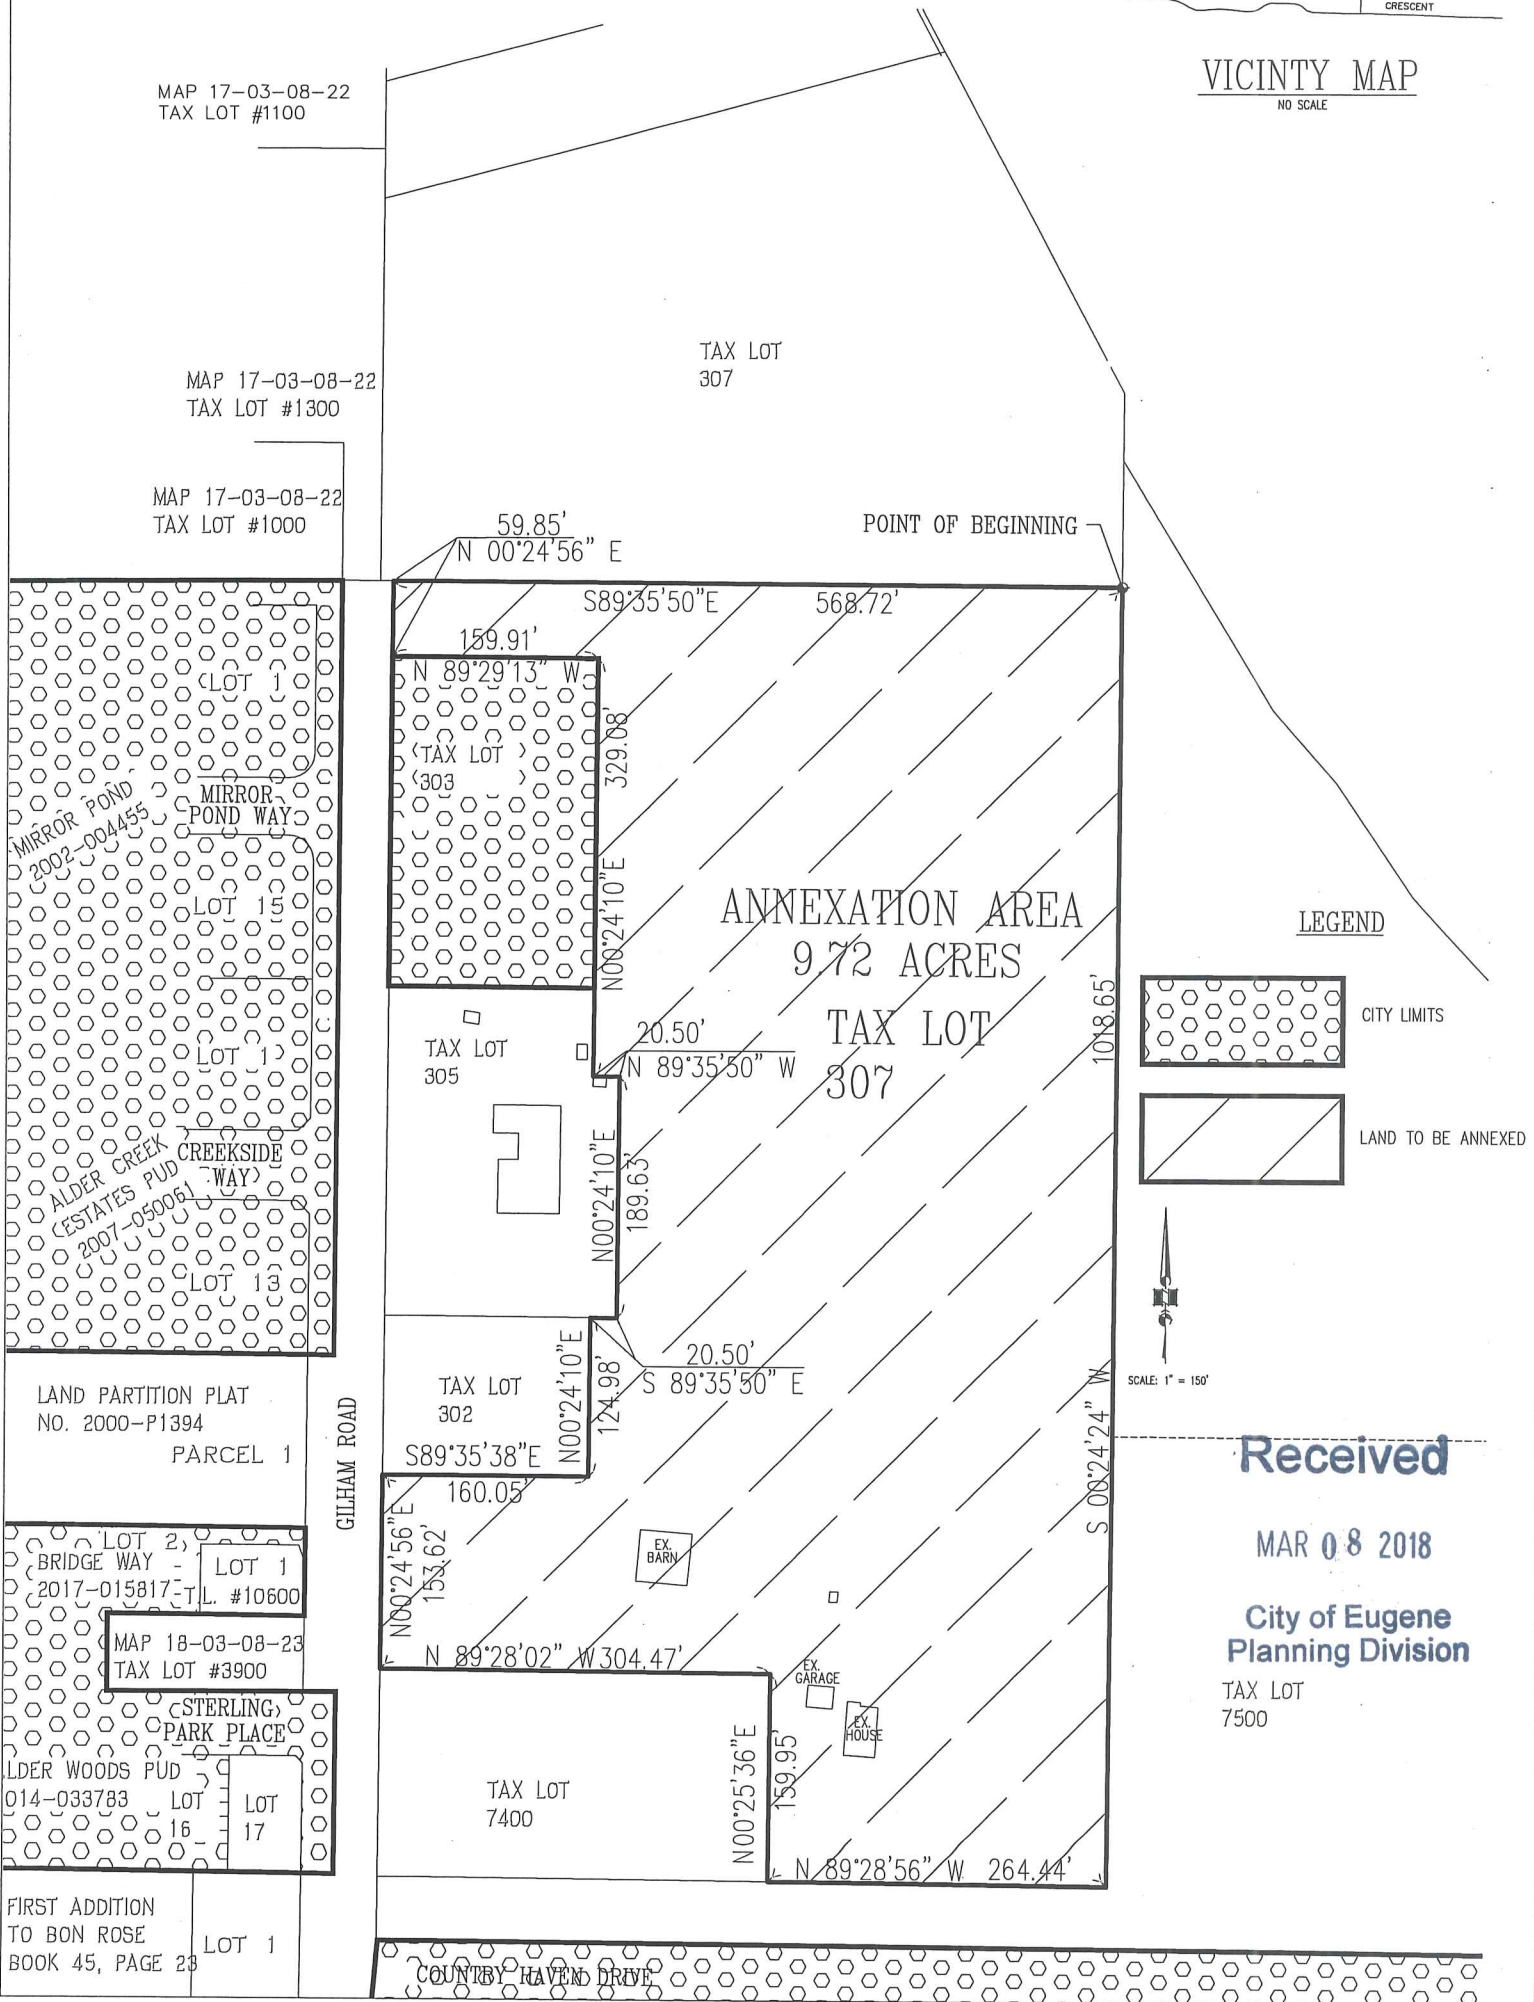 CRESCENT
VICINTY MAP
NO SCALE
MAP 17-03-08-22
TAX LOT #1100
TAX LOT
307
MAP 17-03-08-22
TAX LOT #1300
MAP 17-03-08-22
TAX LOT #1000
59.85'
N 00°24'56" E
POINT OF BEGINNING
S89°35'50"E 568.72'
159.91'
N 89°29'13" W
LOT 1
329.08'
N00°24'10"E
TAX LOT
303
MIRROR
POND WAY
MIRROR POND
2002-004455
LOT 15
ANNEXATION AREA
9.72 ACRES
TAX LOT
307
LEGEND
CITY LIMITS
LAND TO BE ANNEXED
1018.65'
S 00°24'24" W
20.50'
N 89°35'50" W
TAX LOT
305
LOT 1
CREEKSIDE
WAY
ALDER CREEK
ESTATES PUD
2007-050061
N00°24'10"E
189.63'
LOT 13
20.50'
S 89°35'50" E
N00°24'10"E
124.98'
SCALE: 1" = 150'
LAND PARTITION PLAT
NO. 2000-P1394
PARCEL 1
GILHAM ROAD
TAX LOT
302
S89°35'38"E
160.05'
Received
MAR 08 2018
City of Eugene
Planning Division
TAX LOT
7500
N00°24'56"E
153.62'
EX.
BARN
LOT 2,
BRIDGE WAY
2017-015817
LOT 1
T.L. #10600
MAP 18-03-08-23
TAX LOT #3900
N 89°28'02" W 304.47'
EX.
GARAGE
EX.
HOUSE
STERLING
PARK PLACE
LDER WOODS PUD
014-033783
LOT
16
LOT
17
TAX LOT
7400
N00°25'36"E
159.95'
N 89°28'56" W 264.44'
FIRST ADDITION
TO BON ROSE
BOOK 45, PAGE 23
LOT 1
COUNTRY HAVEN DRIVE